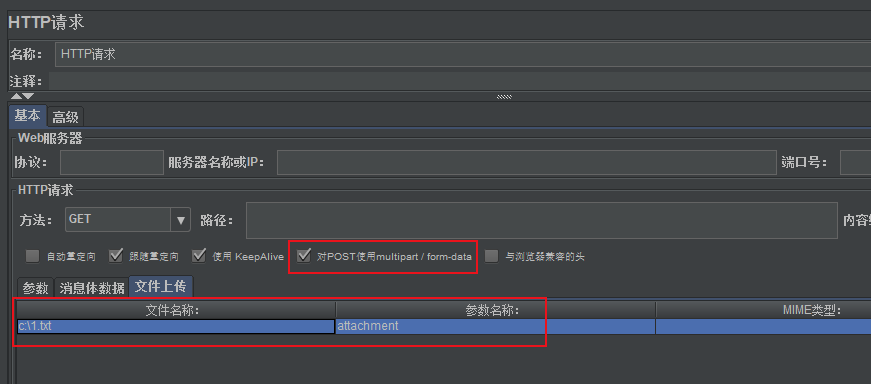 HTTP请求
名称： HTTP请求
注释：
基本 高级
Web服务器
协议： 服务器名称或IP： 端口号：
HTTP请求
方法： GET 路径： 内容
自动重定向 跟随重定向 使用 KeepAlive 对POST使用multipart / form-data 与浏览器兼容的头
参数 消息体数据 文件上传
文件名称： 参数名称： MIME类型：
c:\1.txt attachment